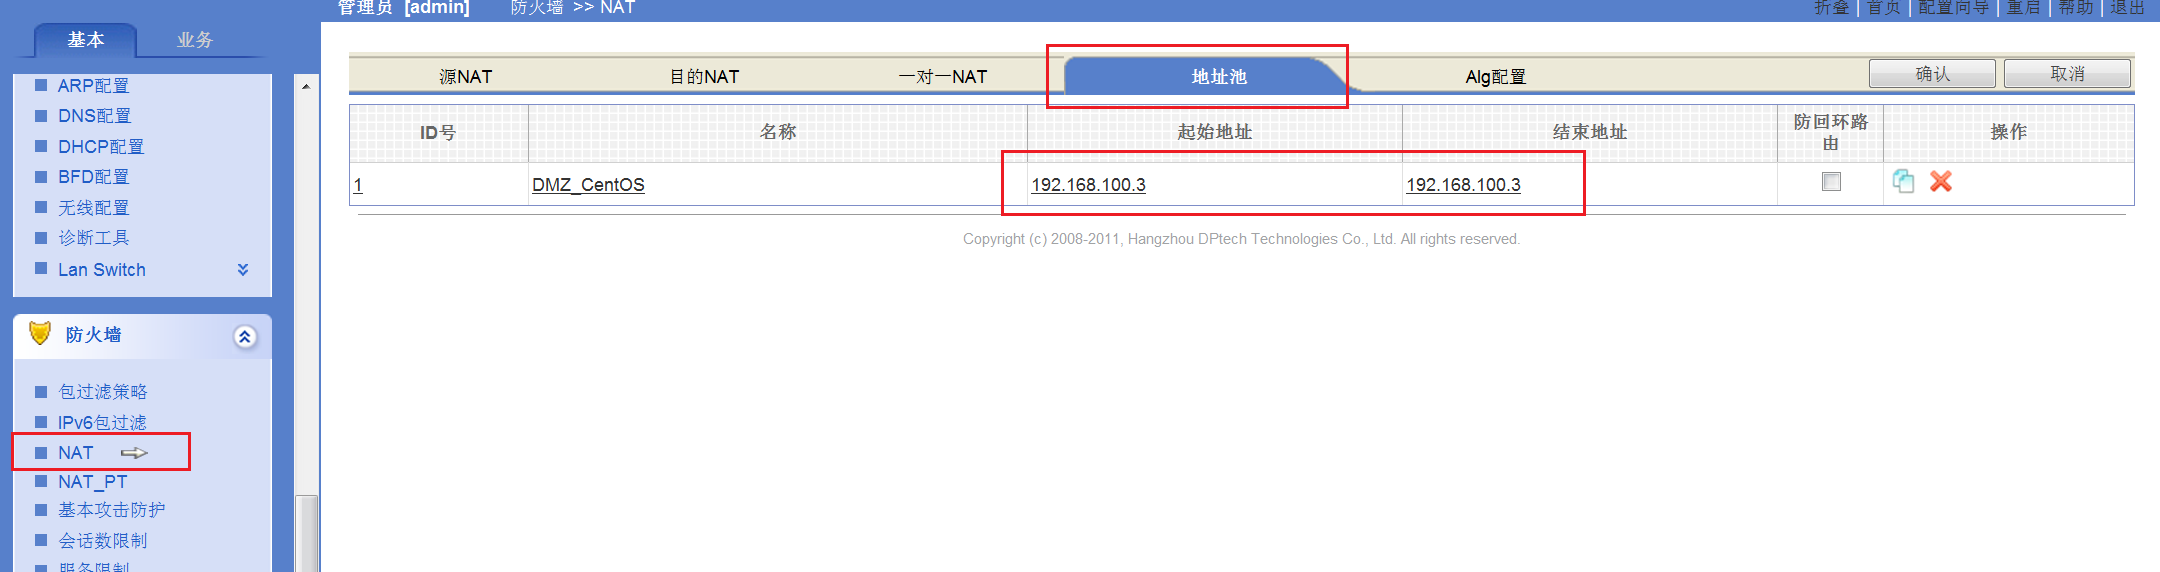 管理员 [admin] 防火墙 >> NAT 折叠 | 首页 | 配置向导 | 重启 | 帮助 | 退出
基本 业务
ARP配置
DNS配置
DHCP配置
BFD配置
无线配置
诊断工具
Lan Switch
防火墙
包过滤策略
IPv6包过滤
NAT
NAT_PT
基本攻击防护
会话数限制
服务限制
源NAT 目的NAT 一对一NAT 地址池 Alg配置 确认 取消
ID号 名称 起始地址 结束地址 防回环路由 操作
1 DMZ_CentOS 192.168.100.3 192.168.100.3
Copyright (c) 2008-2011, Hangzhou DPtech Technologies Co., Ltd. All rights reserved.